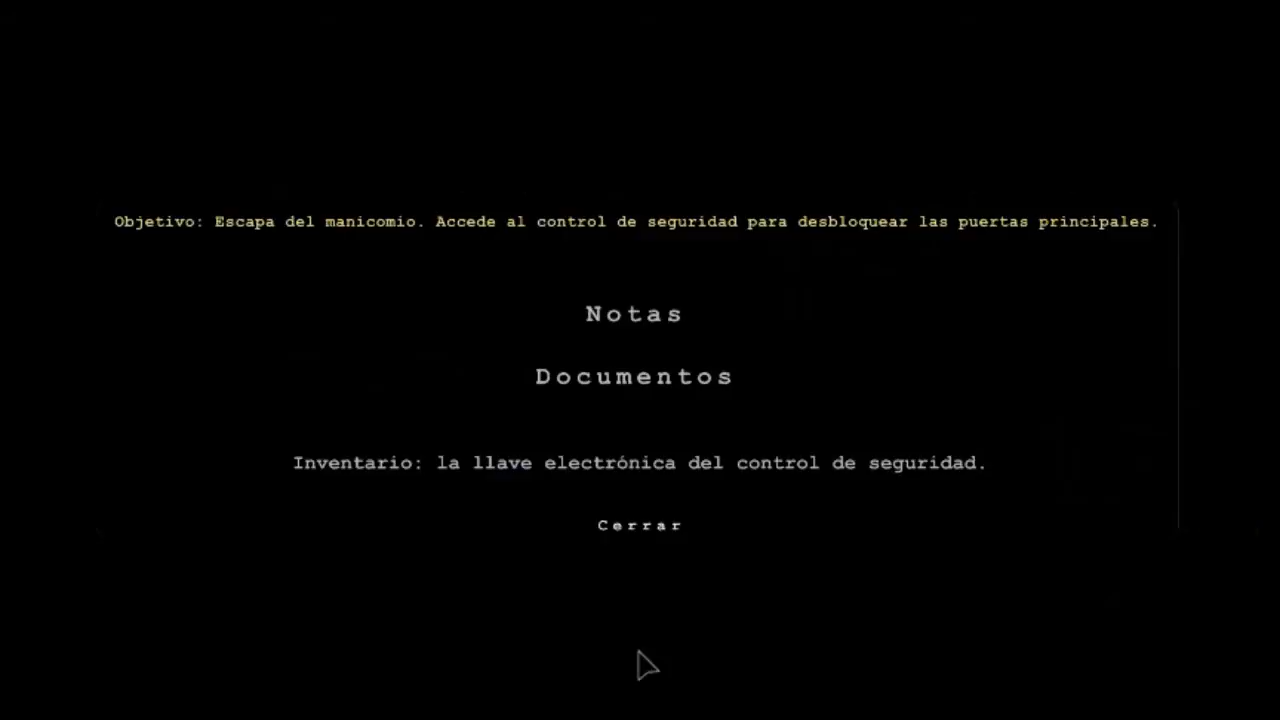 Objetivo: Escapa del manicomio. Accede al control de seguridad para desbloquear las puertas principales.
Notas
Documentos
Inventario: la llave electrónica del control de seguridad.
Cerrar